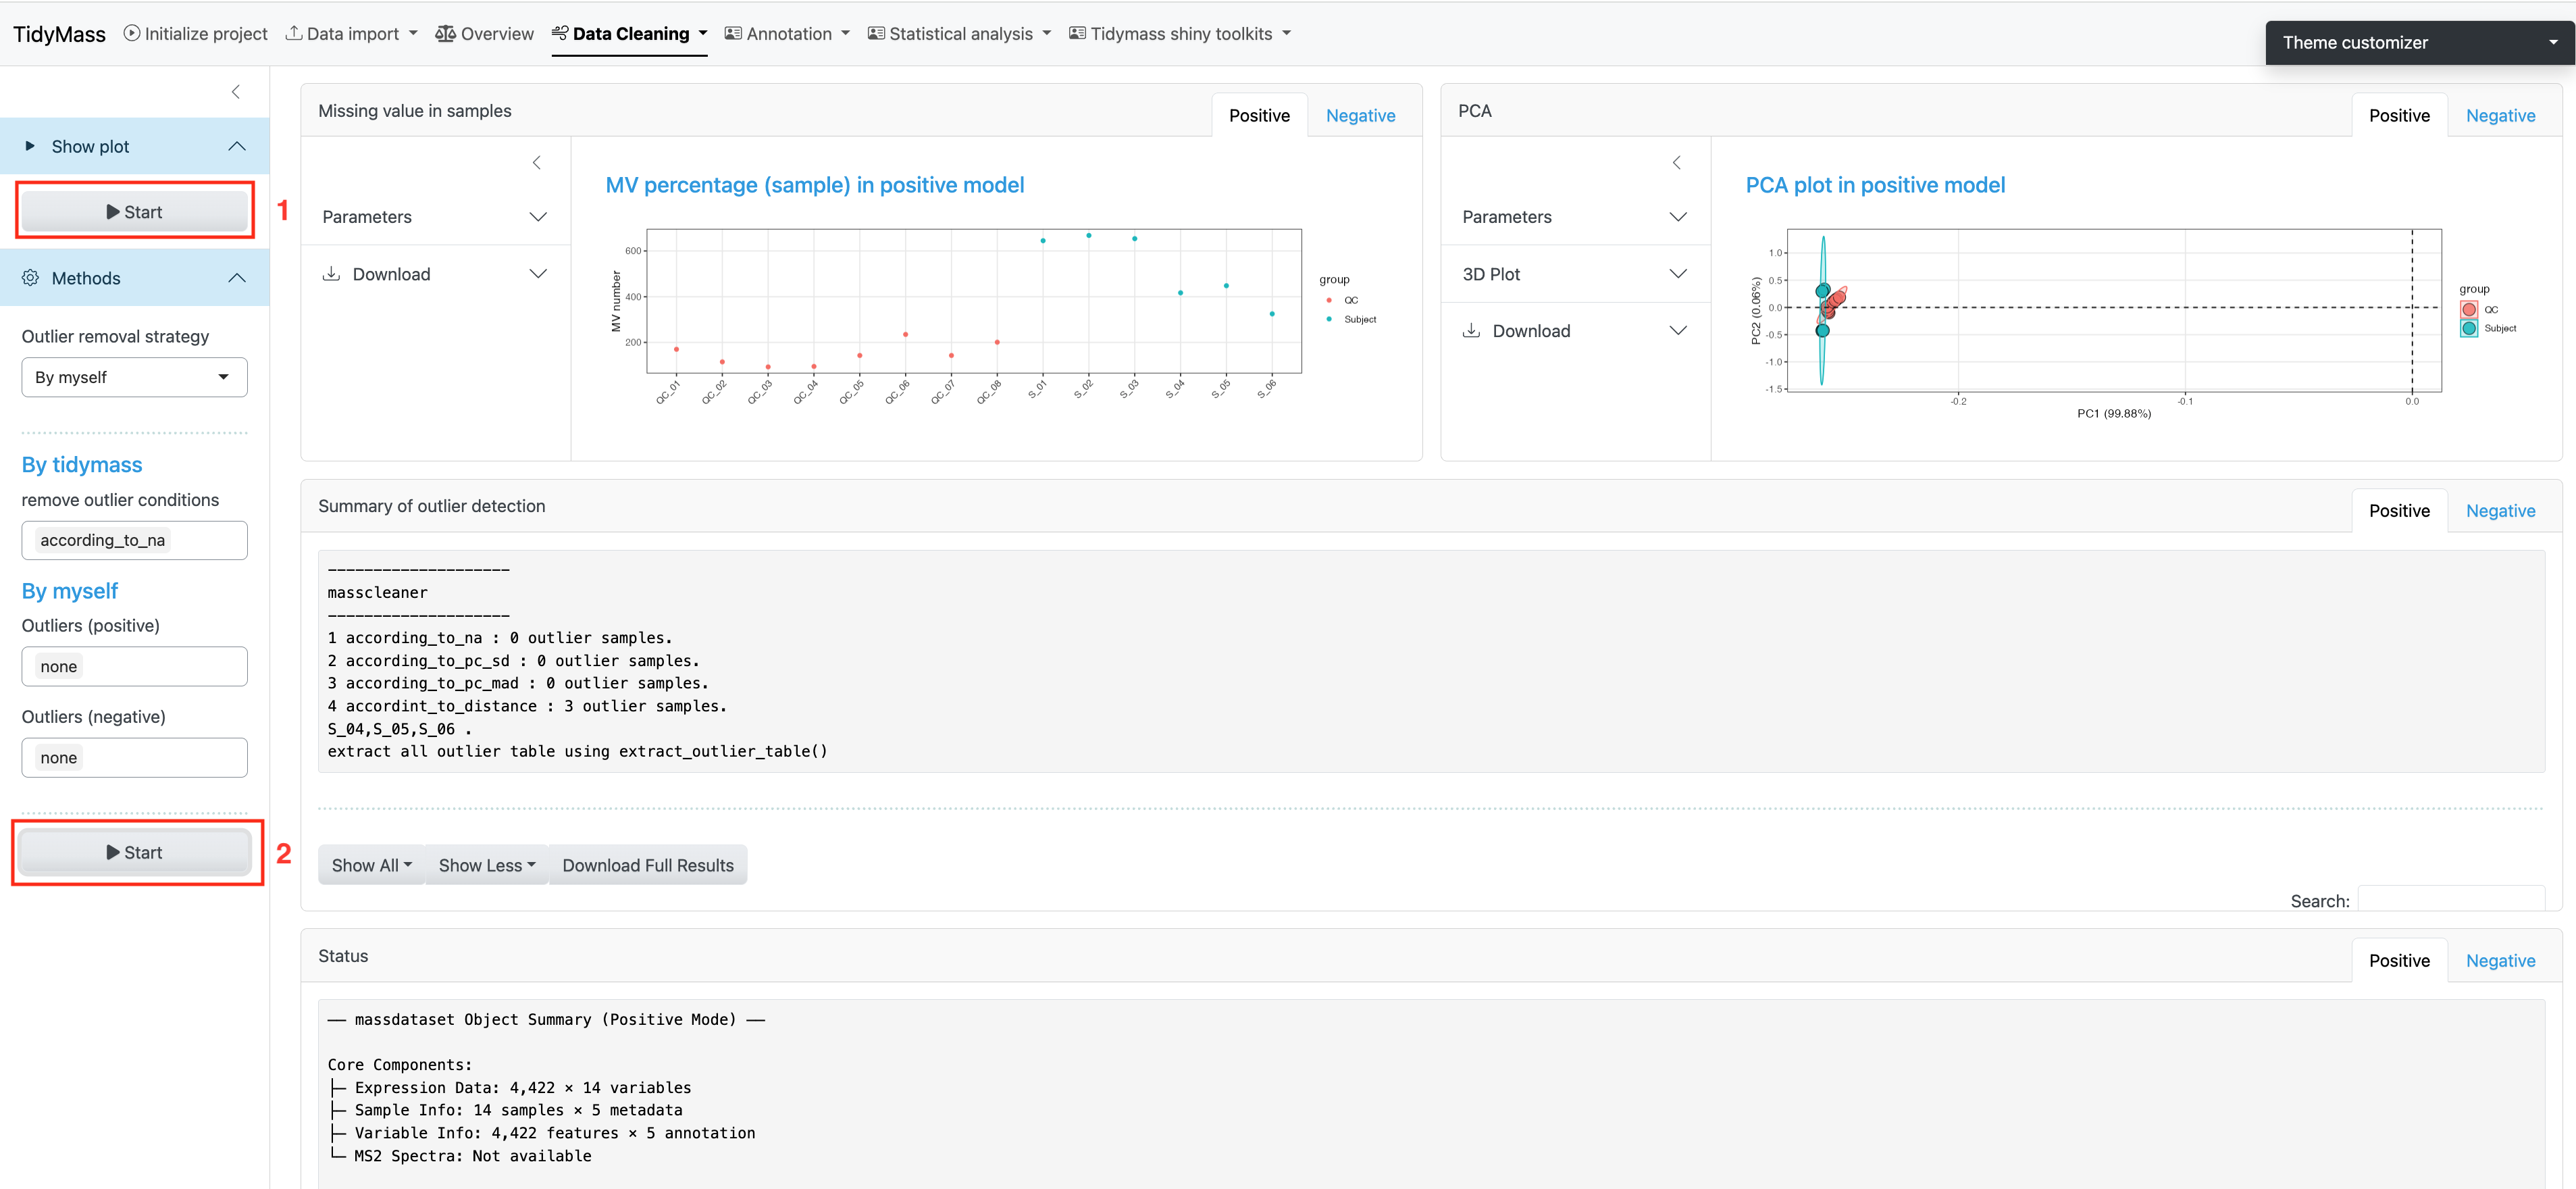 TidyMass Initialize project Data import Overview Data Cleaning Annotation Statistical analysis Tidymass shiny toolkits
Theme customizer
Show plot
Start
1
Methods
Outlier removal strategy
By myself
By tidymass
remove outlier conditions
according_to_na
By myself
Outliers (positive)
none
Outliers (negative)
none
Start
2
Missing value in samples
Positive Negative
Parameters
Download
MV percentage (sample) in positive model
MV number
600
400
200
QC_01 QC_02 QC_03 QC_04 QC_05 QC_06 QC_07 QC_08 S_01 S_02 S_03 S_04 S_05 S_06
group
QC
Subject
PCA
Positive Negative
Parameters
3D Plot
Download
PCA plot in positive model
PC2 (0.06%)
1.0
0.5
0.0
-0.5
-1.0
-1.5
-0.2 -0.1 0.0
PC1 (99.88%)
group
QC
Subject
Summary of outlier detection
Positive Negative
--------------------
masscleaner
--------------------
1 according_to_na : 0 outlier samples.
2 according_to_pc_sd : 0 outlier samples.
3 according_to_pc_mad : 0 outlier samples.
4 accordint_to_distance : 3 outlier samples.
S_04,S_05,S_06 .
extract all outlier table using extract_outlier_table()
Show All Show Less Download Full Results
Search:
Status
Positive Negative
── massdataset Object Summary (Positive Mode) ──
Core Components:
├─ Expression Data: 4,422 × 14 variables
├─ Sample Info: 14 samples × 5 metadata
├─ Variable Info: 4,422 features × 5 annotation
└─ MS2 Spectra: Not available